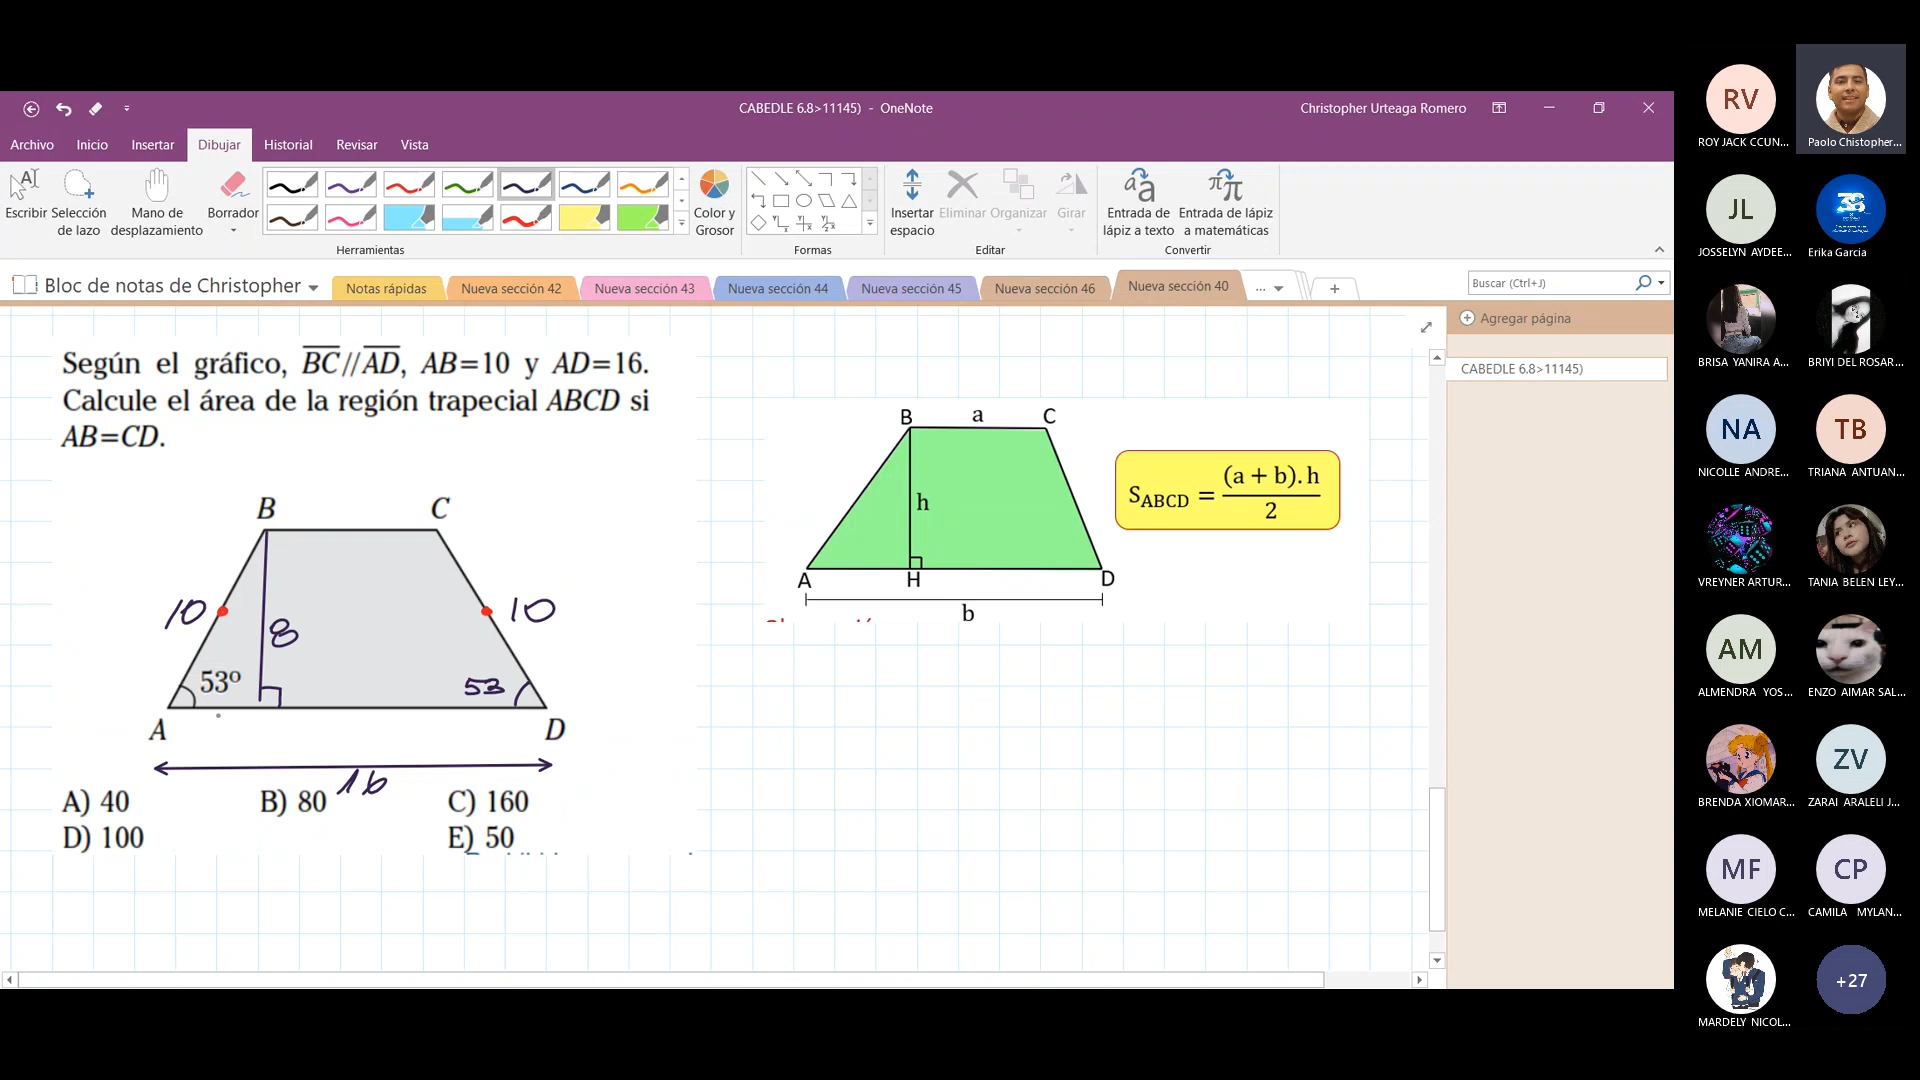 CABEDLE 6.8>11145) - OneNote
Christopher Urteaga Romero
Archivo Inicio Insertar Dibujar Historial Revisar Vista
Escribir
Selección de lazo
Mano de desplazamiento
Borrador
Color y Grosor
Insertar espacio
Eliminar
Organizar
Girar
Entrada de lápiz a texto
Entrada de lápiz a matemáticas
Herramientas
Formas
Editar
Convertir
Bloc de notas de Christopher
Notas rápidas
Nueva sección 42
Nueva sección 43
Nueva sección 44
Nueva sección 45
Nueva sección 46
Nueva sección 40
...
Buscar (Ctrl+J)
Agregar página
CABEDLE 6.8>11145)
Según el gráfico, BC//AD, AB=10 y AD=16.
Calcule el área de la región trapecial ABCD si
AB=CD.
B C
10 8 10
53º 53
A D
16
A) 40 B) 80 C) 160
D) 100 E) 50
B a C
h
A H D
b
S_ABCD = (a + b). h / 2
RV
ROY JACK CCUN...
Paolo Chistopher...
JL
JOSSELYN AYDEE...
38
Erika Garcia
BRISA YANIRA A...
BRIYI DEL ROSAR...
NA
NICOLLE ANDRE...
TB
TRIANA ANTUAN...
VREYNER ARTUR...
TANIA BELEN LEY...
AM
ALMENDRA YOS...
ENZO AIMAR SAL...
BRENDA XIOMAR...
ZV
ZARAI ARALELI J...
MF
MELANIE CIELO C...
CP
CAMILA MYLAN...
MARDELY NICOL...
+27